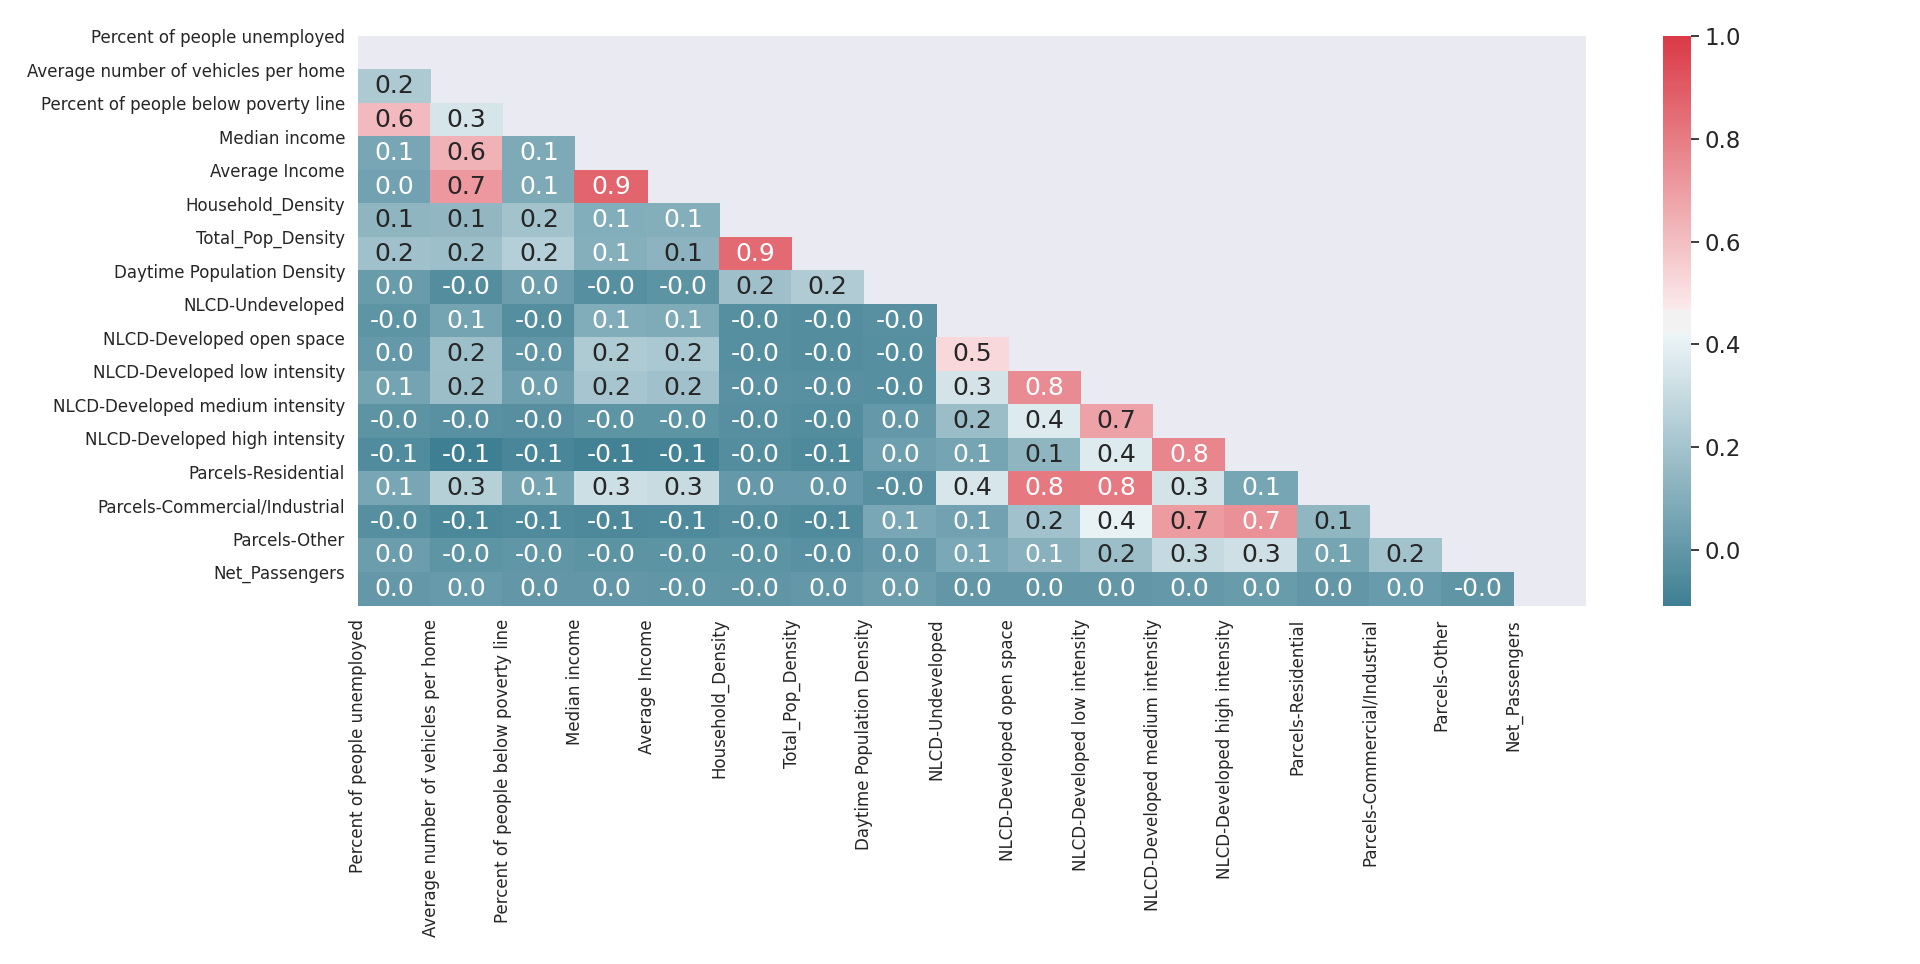 Percent of people unemployed
Average number of vehicles per home 0.2
Percent of people below poverty line 0.6 0.3
Median income 0.1 0.6 0.1
Average Income 0.0 0.7 0.1 0.9
Household_Density 0.1 0.1 0.2 0.1 0.1
Total_Pop_Density 0.2 0.2 0.2 0.1 0.1 0.9
Daytime Population Density 0.0 -0.0 0.0 -0.0 -0.0 0.2 0.2
NLCD-Undeveloped -0.0 0.1 -0.0 0.1 0.1 -0.0 -0.0 -0.0
NLCD-Developed open space 0.0 0.2 -0.0 0.2 0.2 -0.0 -0.0 -0.0 0.5
NLCD-Developed low intensity 0.1 0.2 0.0 0.2 0.2 -0.0 -0.0 -0.0 0.3 0.8
NLCD-Developed medium intensity -0.0 -0.0 -0.0 -0.0 -0.0 -0.0 -0.0 0.0 0.2 0.4 0.7
NLCD-Developed high intensity -0.1 -0.1 -0.1 -0.1 -0.1 -0.0 -0.1 0.0 0.1 0.1 0.4 0.8
Parcels-Residential 0.1 0.3 0.1 0.3 0.3 0.0 0.0 -0.0 0.4 0.8 0.8 0.3 0.1
Parcels-Commercial/Industrial -0.0 -0.1 -0.1 -0.1 -0.1 -0.0 -0.1 0.1 0.1 0.2 0.4 0.7 0.7 0.1
Parcels-Other 0.0 -0.0 -0.0 -0.0 -0.0 -0.0 -0.0 0.0 0.1 0.1 0.2 0.3 0.3 0.1 0.2
Net_Passengers 0.0 0.0 0.0 0.0 -0.0 -0.0 0.0 0.0 0.0 0.0 0.0 0.0 0.0 0.0 0.0 -0.0
Percent of people unemployed
Average number of vehicles per home
Percent of people below poverty line
Median income
Average Income
Household_Density
Total_Pop_Density
Daytime Population Density
NLCD-Undeveloped
NLCD-Developed open space
NLCD-Developed low intensity
NLCD-Developed medium intensity
NLCD-Developed high intensity
Parcels-Residential
Parcels-Commercial/Industrial
Parcels-Other
Net_Passengers
1.0
0.8
0.6
0.4
0.2
0.0